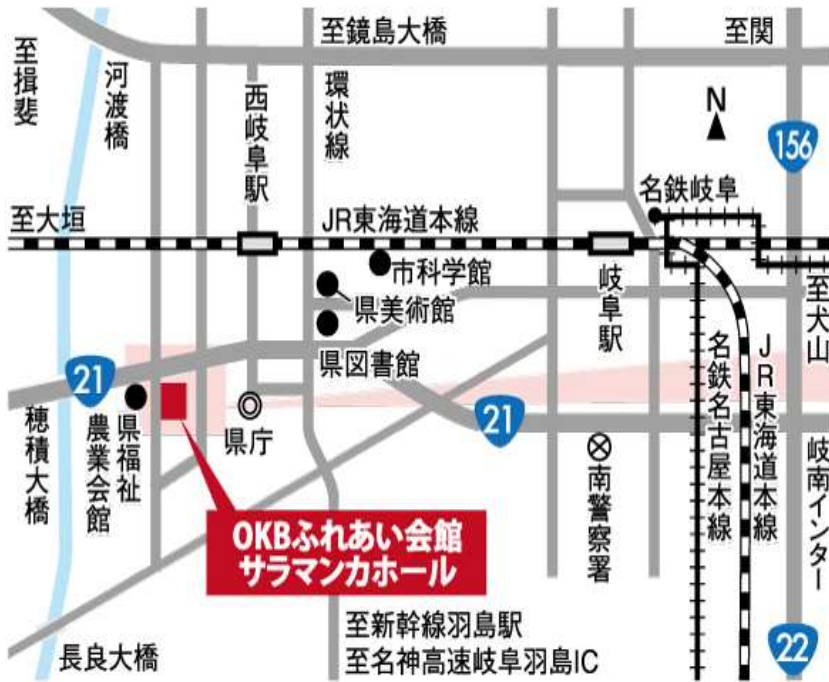 至鏡島大橋
至関
至揖斐
河渡橋
西岐阜駅
環状線
N
156
名鉄岐阜
至大垣
JR東海道本線
市科学館
県美術館
岐阜駅
至犬山
県図書館
21
名鉄名古屋本線
JR東海道本線
穂積大橋
県福祉
農業会館
県庁
21
南警察署
岐南インター
OKBふれあい会館
サラマンカホール
至新幹線羽島駅
至名神高速岐阜羽島IC
長良大橋
22